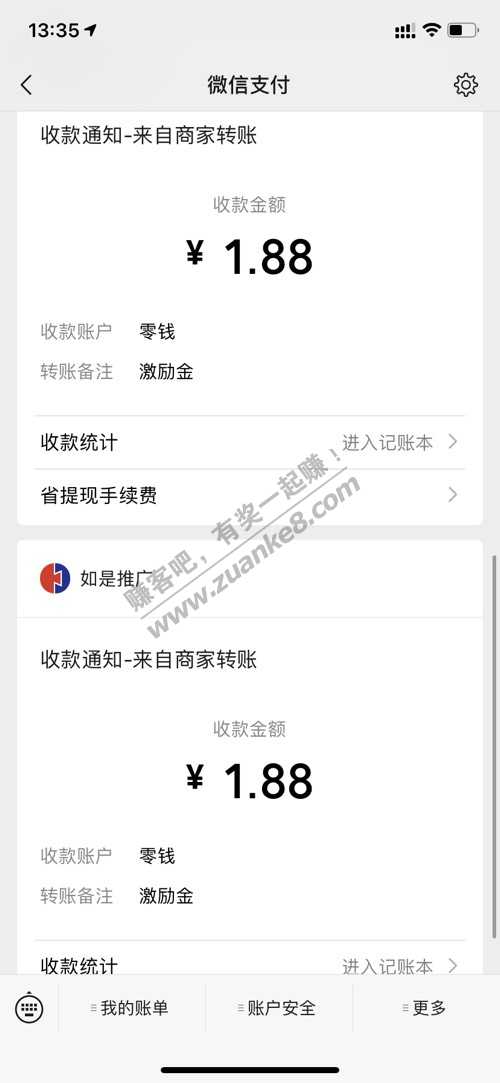 13:35
微信支付
收款通知-来自商家转账
收款金额
¥ 1.88
收款账户 零钱
转账备注 激励金
收款统计 进入记账本
省提现手续费
赚客吧，有奖一起赚！
www.zuanke8.com
如是推广
收款通知-来自商家转账
收款金额
¥ 1.88
收款账户 零钱
转账备注 激励金
收款统计 进入记账本
我的账单 账户安全 更多